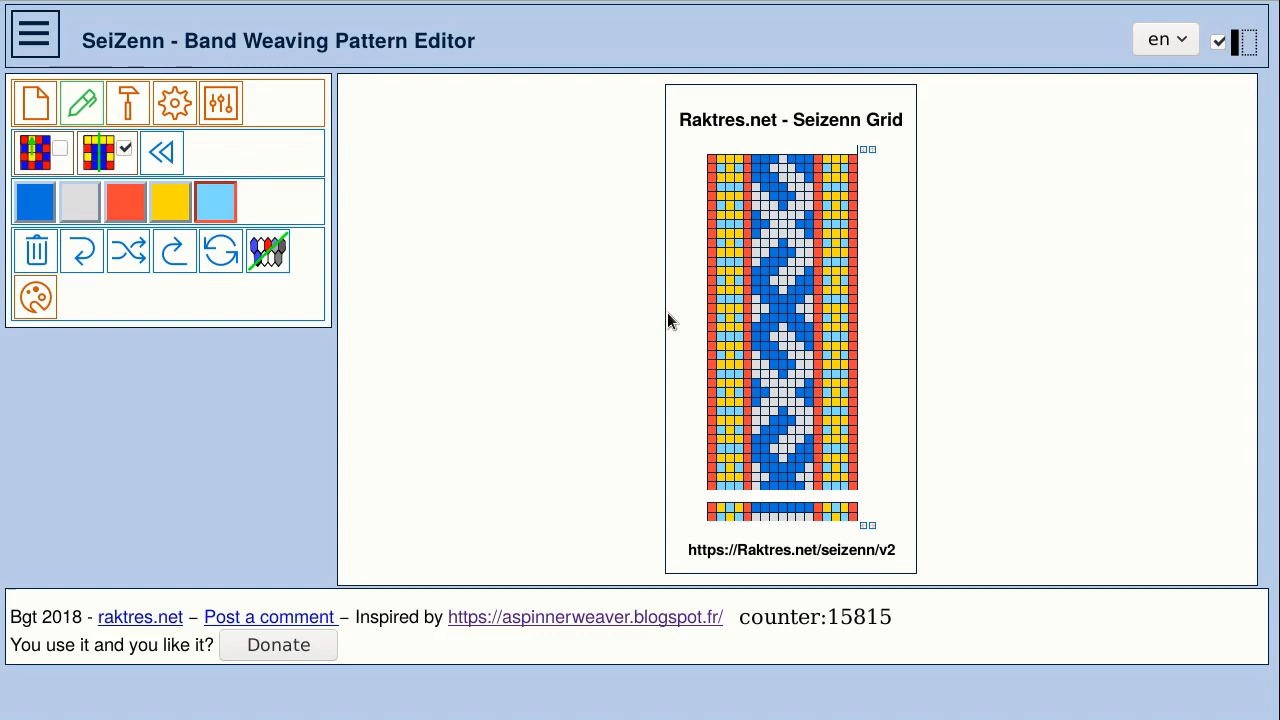 SeiZenn - Band Weaving Pattern Editor
en
Raktres.net - Seizenn Grid
https://Raktres.net/seizenn/v2
Bgt 2018 - raktres.net – Post a comment – Inspired by https://aspinnerweaver.blogspot.fr/ counter:15815
You use it and you like it? Donate